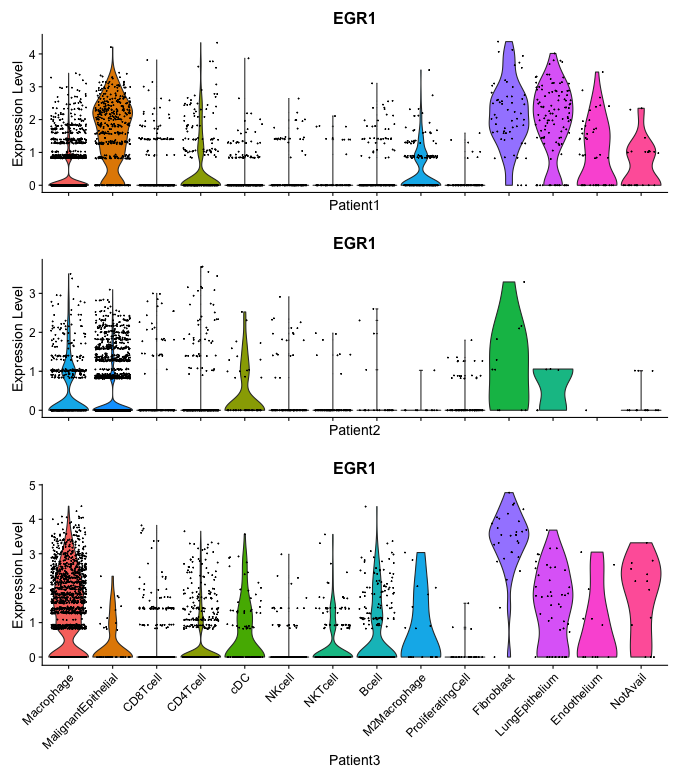 EGR1
Expression Level
4
3
2
1
0
Patient1
EGR1
Expression Level
3
2
1
0
Patient2
EGR1
Expression Level
5
4
3
2
1
0
Macrophage
MalignantEpithelial
CD8Tcell
CD4Tcell
cDC
NKcell
NKTcell
Bcell
M2Macrophage
ProliferatingCell
Fibroblast
LungEpithelium
Endothelium
NotAvail
Patient3